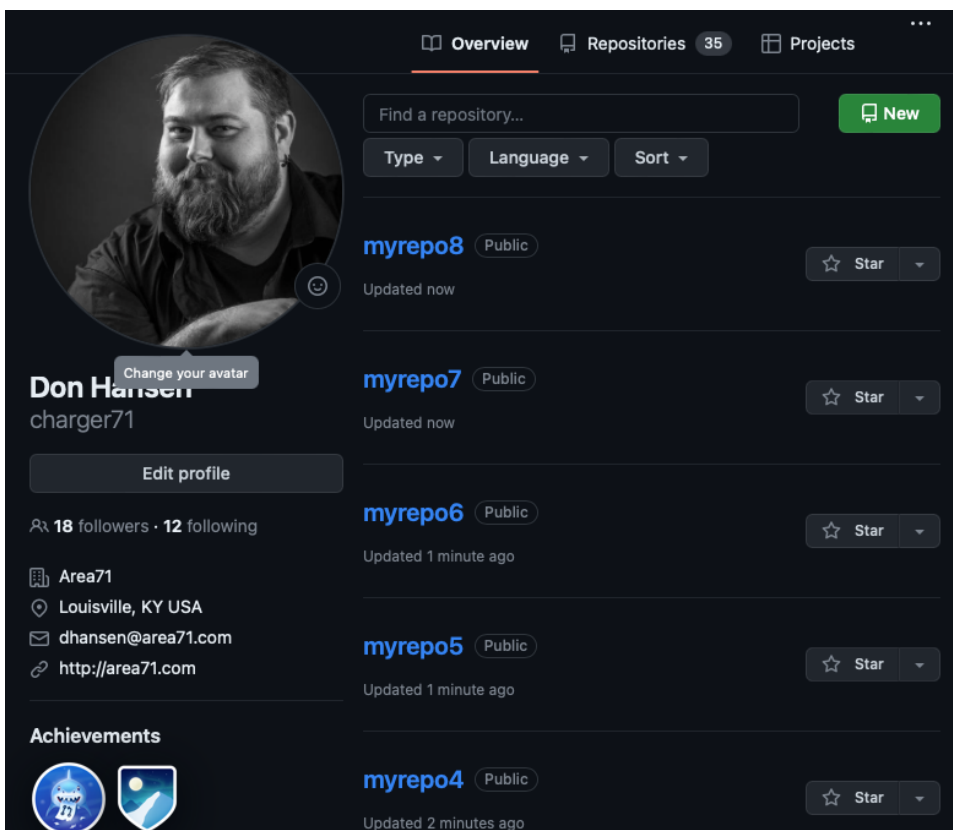 Overview
Repositories 35
Projects
Find a repository...
New
Type
Language
Sort
myrepo8 Public
Star
Updated now
myrepo7 Public
Star
Updated now
myrepo6 Public
Star
Updated 1 minute ago
myrepo5 Public
Star
Updated 1 minute ago
myrepo4 Public
Star
Updated 2 minutes ago
Change your avatar
Don Hansen
charger71
Edit profile
18 followers · 12 following
Area71
Louisville, KY USA
dhansen@area71.com
http://area71.com
Achievements